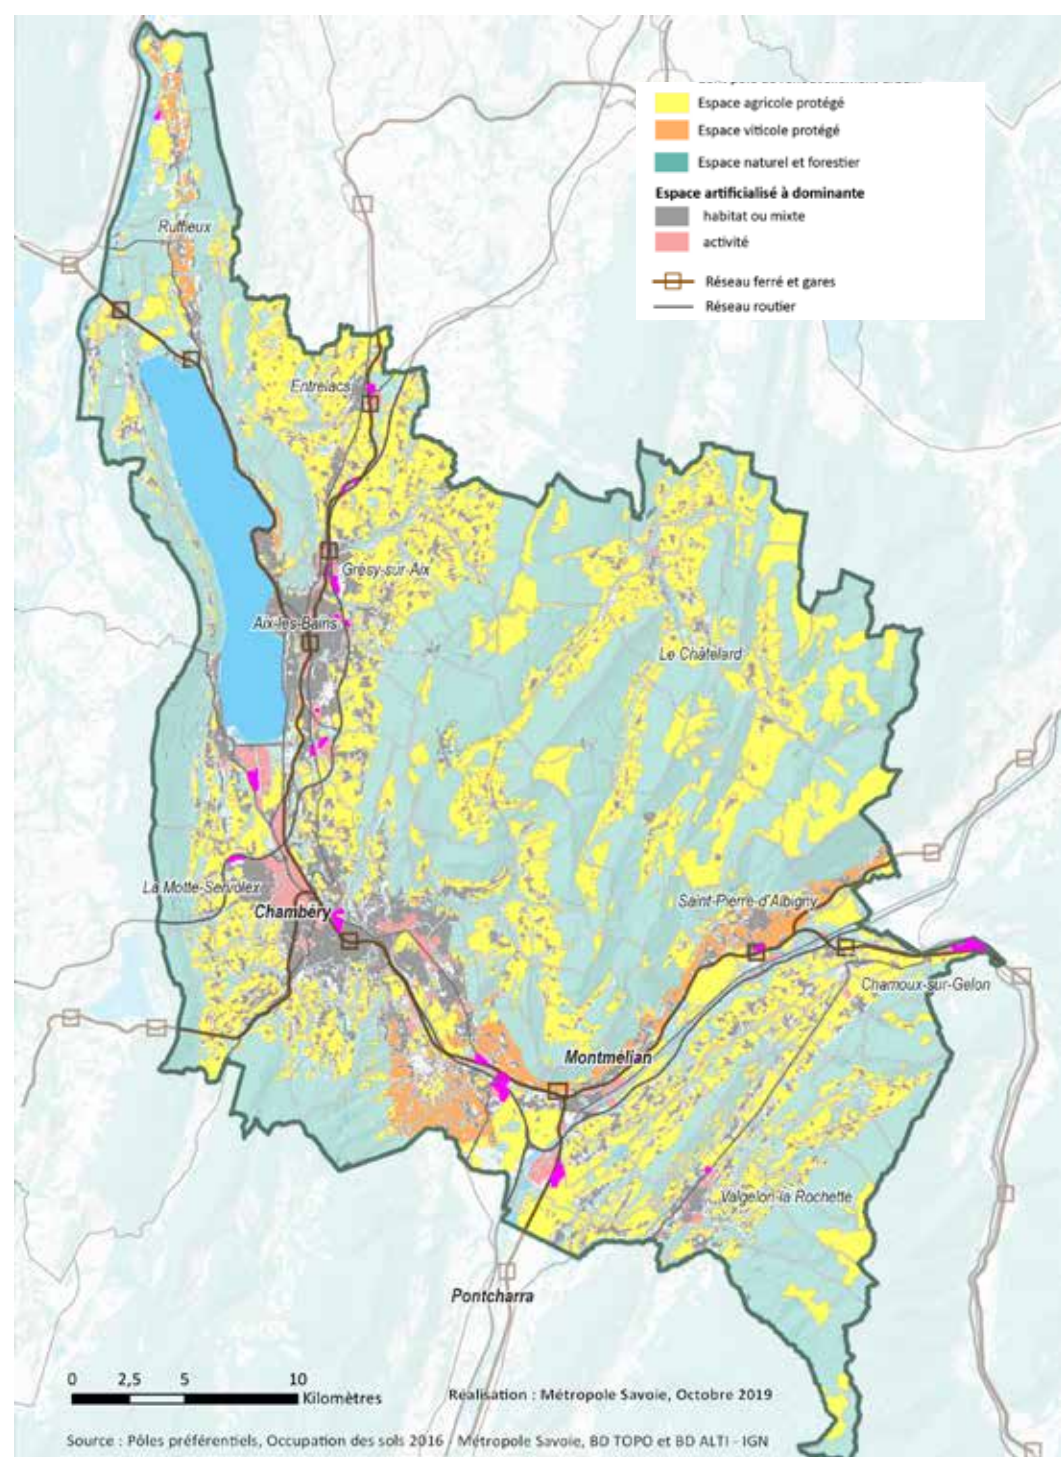 Espace agricole protégé
Espace viticole protégé
Espace naturel et forestier
Espace artificialisé à dominante
habitat ou mixte
activité
Réseau ferré et gares
Réseau routier
Ruffieux
Entrelacs
Grésy-sur-Aix
Aix-les-Bains
Le Châtelard
La Motte-Servolex
Chambéry
Saint-Pierre-d'Albigny
Chamoux-sur-Gelon
Montmélian
Valgelon-la Rochette
Pontcharra
0 2,5 5 10
Kilomètres
Réalisation : Métropole Savoie, Octobre 2019
Source : Pôles préférentiels, Occupation des sols 2016 - Métropole Savoie, BD TOPO et BD ALTI - IGN